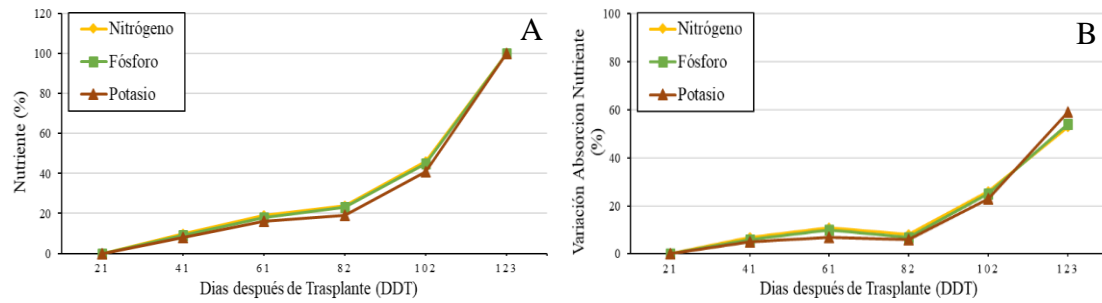 A
Nitrógeno
Fósforo
Potasio
Nutriente (%)
120
100
80
60
40
20
0
21 41 61 82 102 123
Dias después de Trasplante (DDT)
B
Nitrógeno
Fósforo
Potasio
Variación Absorcion Nutriente
(%)
100
80
60
40
20
0
21 41 61 82 102 123
Dias después de Trasplante (DDT)